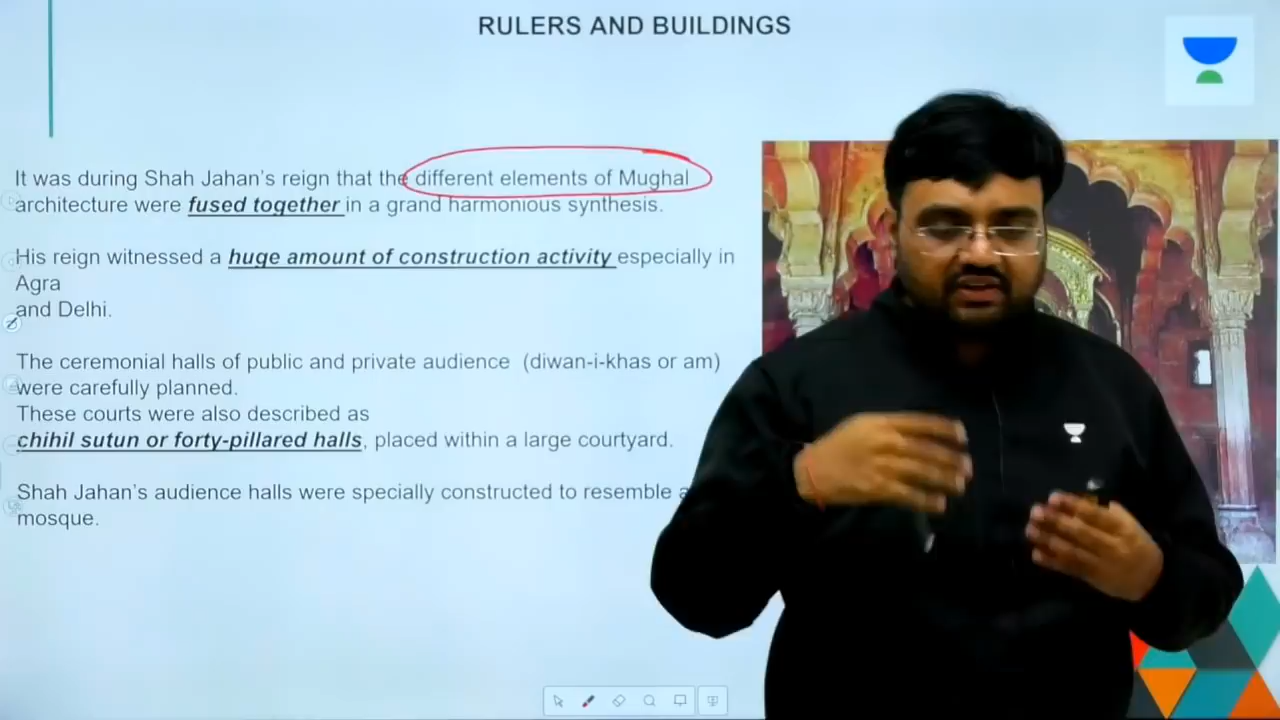 RULERS AND BUILDINGS
It was during Shah Jahan's reign that the different elements of Mughal
architecture were fused together in a grand harmonious synthesis.
His reign witnessed a huge amount of construction activity especially in
Agra
and Delhi.
The ceremonial halls of public and private audience (diwan-i-khas or am)
were carefully planned.
These courts were also described as
chihil sutun or forty-pillared halls, placed within a large courtyard.
Shah Jahan's audience halls were specially constructed to resemble a
mosque.